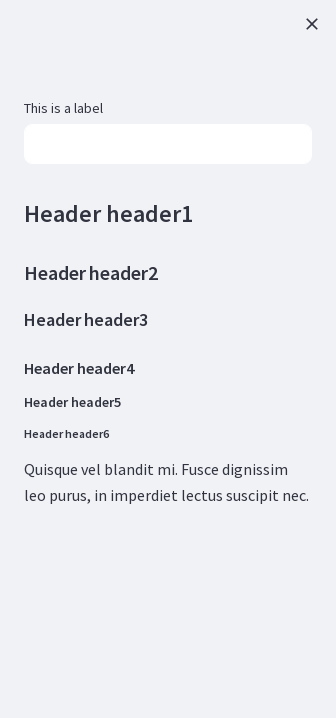 This is a label
Header header1
Header header2
Header header3
Header header4
Header header5
Header header6
Quisque vel blandit mi. Fusce dignissim
leo purus, in imperdiet lectus suscipit nec.